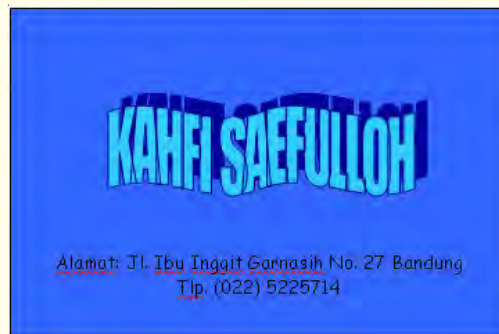 KAHFI SAEFULLOH
Alamat: Jl. Ibu Inggit Garnasih No. 27 Bandung
Tlp. (022) 5225714